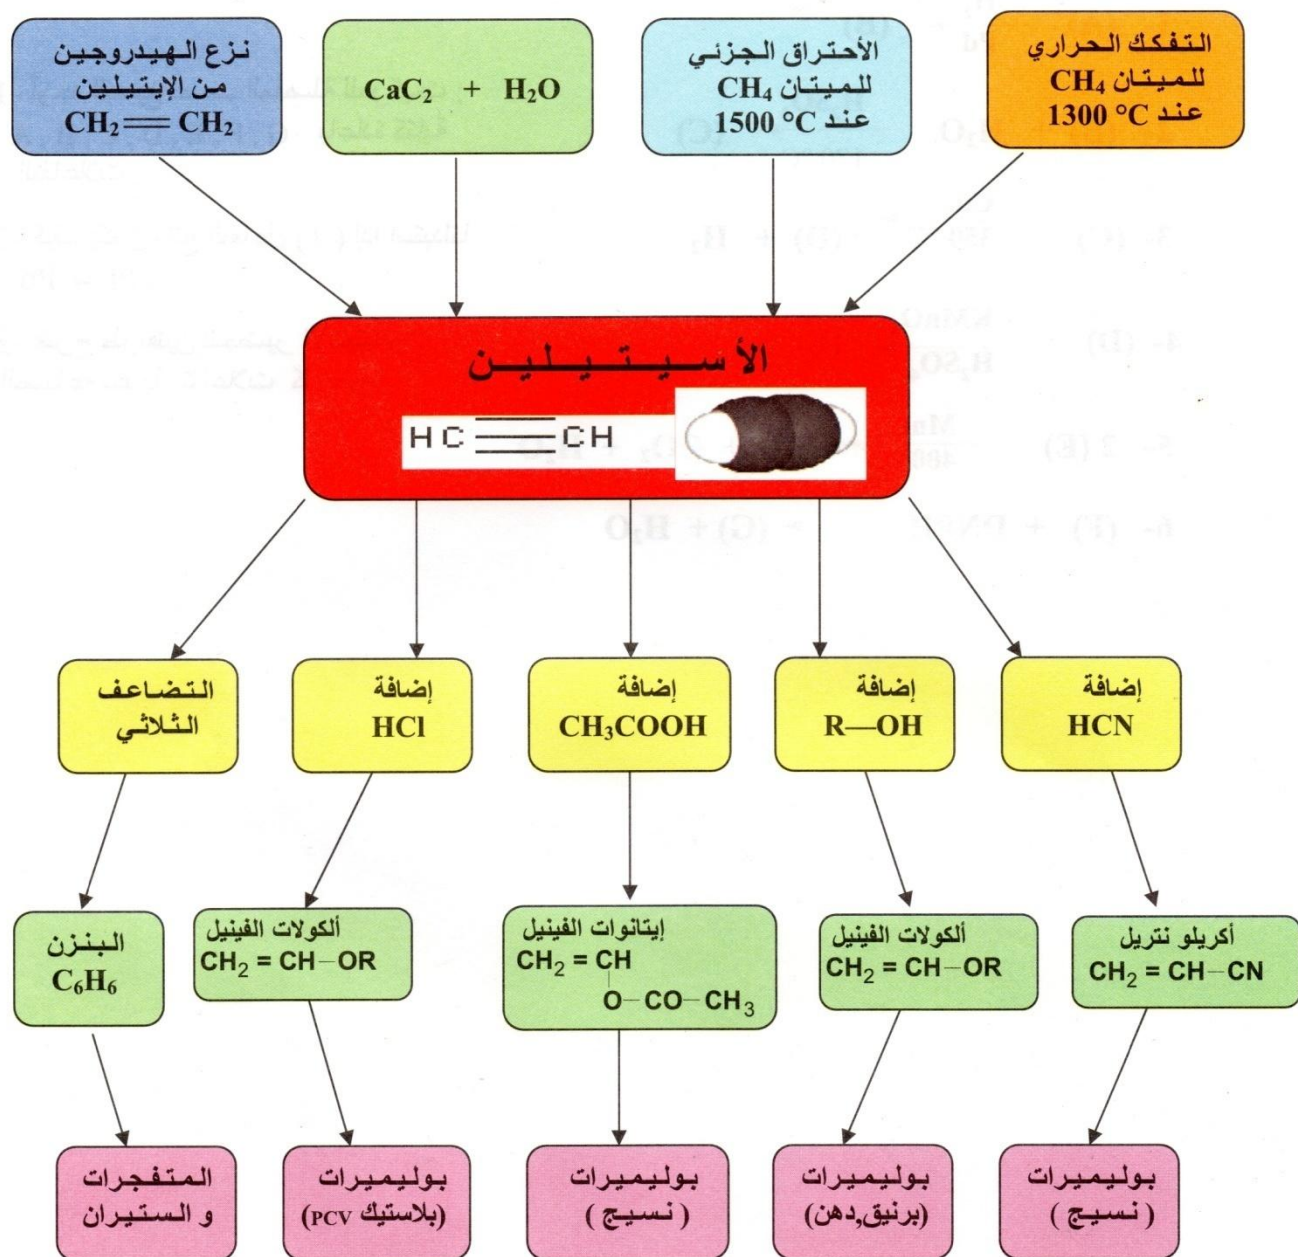 التفكك الحراري
للميتان CH₄
عند 1300 °C
الأحتراق الجزئي
للميتان CH₄
عند 1500 °C
CaC₂ + H₂O
نزع الهيدروجين
من الإيتيلين
CH₂=CH₂
الأسيتيلين
HC≡CH
إضافة
HCN
إضافة
R—OH
إضافة
CH₃COOH
إضافة
HCl
التضاعف
الثلاثي
أكريلو نتريل
CH₂ = CH–CN
ألكولات الفينيل
CH₂ = CH–OR
إيتانوات الفينيل
CH₂ = CH
O–CO–CH₃
ألكولات الفينيل
CH₂ = CH–OR
البنزن
C₆H₆
بوليميرات
( نسيج )
بوليميرات
(برنيق,دهن)
بوليميرات
( نسيج )
بوليميرات
(بلاستيك PCV)
المتفجرات
و الستيران